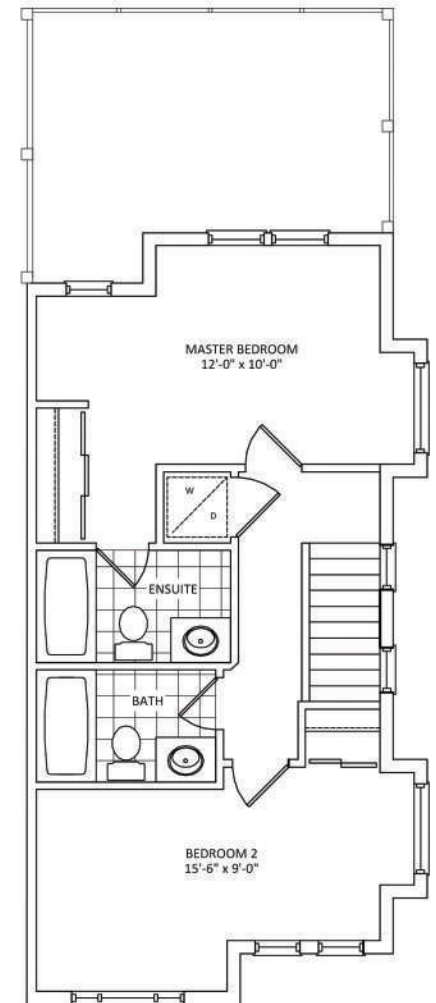 MASTER BEDROOM
12'-0" x 10'-0"
W
D
ENSUITE
BATH
BEDROOM 2
15'-6" x 9'-0"